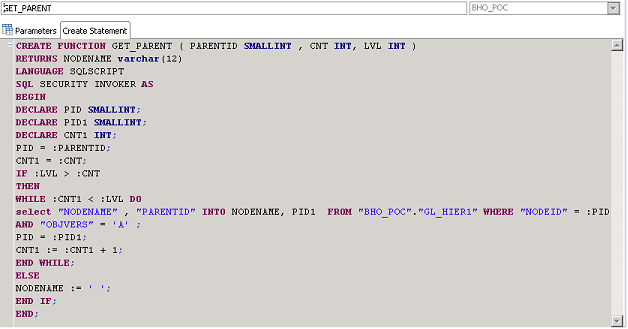 GET_PARENT BHO_POC
Parameters Create Statement
CREATE FUNCTION GET_PARENT ( PARENTID SMALLINT , CNT INT, LVL INT )
RETURNS NODENAME varchar(12)
LANGUAGE SQLSCRIPT
SQL SECURITY INVOKER AS
BEGIN
DECLARE PID SMALLINT;
DECLARE PID1 SMALLINT;
DECLARE CNT1 INT;
PID = :PARENTID;
CNT1 = :CNT;
IF :LVL > :CNT
THEN
WHILE :CNT1 < :LVL DO
select "NODENAME" , "PARENTID" INTO NODENAME, PID1  FROM "BHO_POC"."GL_HIER1" WHERE "NODEID" = :PID
AND "OBJVERS" = 'A' ;
PID = :PID1;
CNT1 := :CNT1 + 1;
END WHILE;
ELSE
NODENAME := ' ';
END IF;
END;